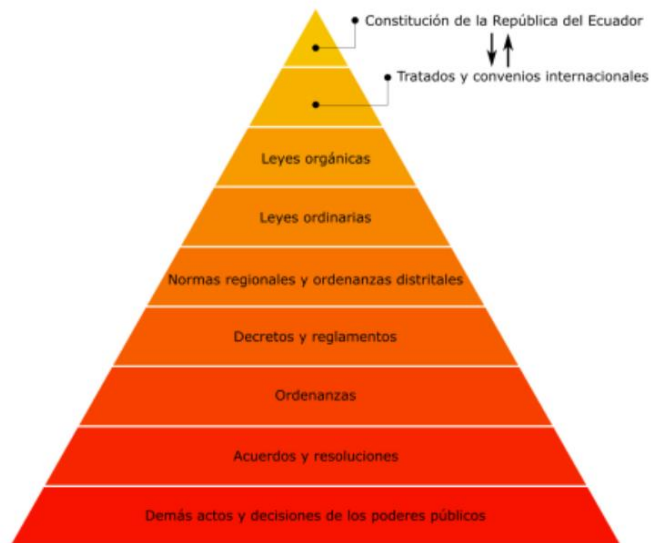 Constitución de la República del Ecuador
Tratados y convenios internacionales
Leyes orgánicas
Leyes ordinarias
Normas regionales y ordenanzas distritales
Decretos y reglamentos
Ordenanzas
Acuerdos y resoluciones
Demás actos y decisiones de los poderes públicos